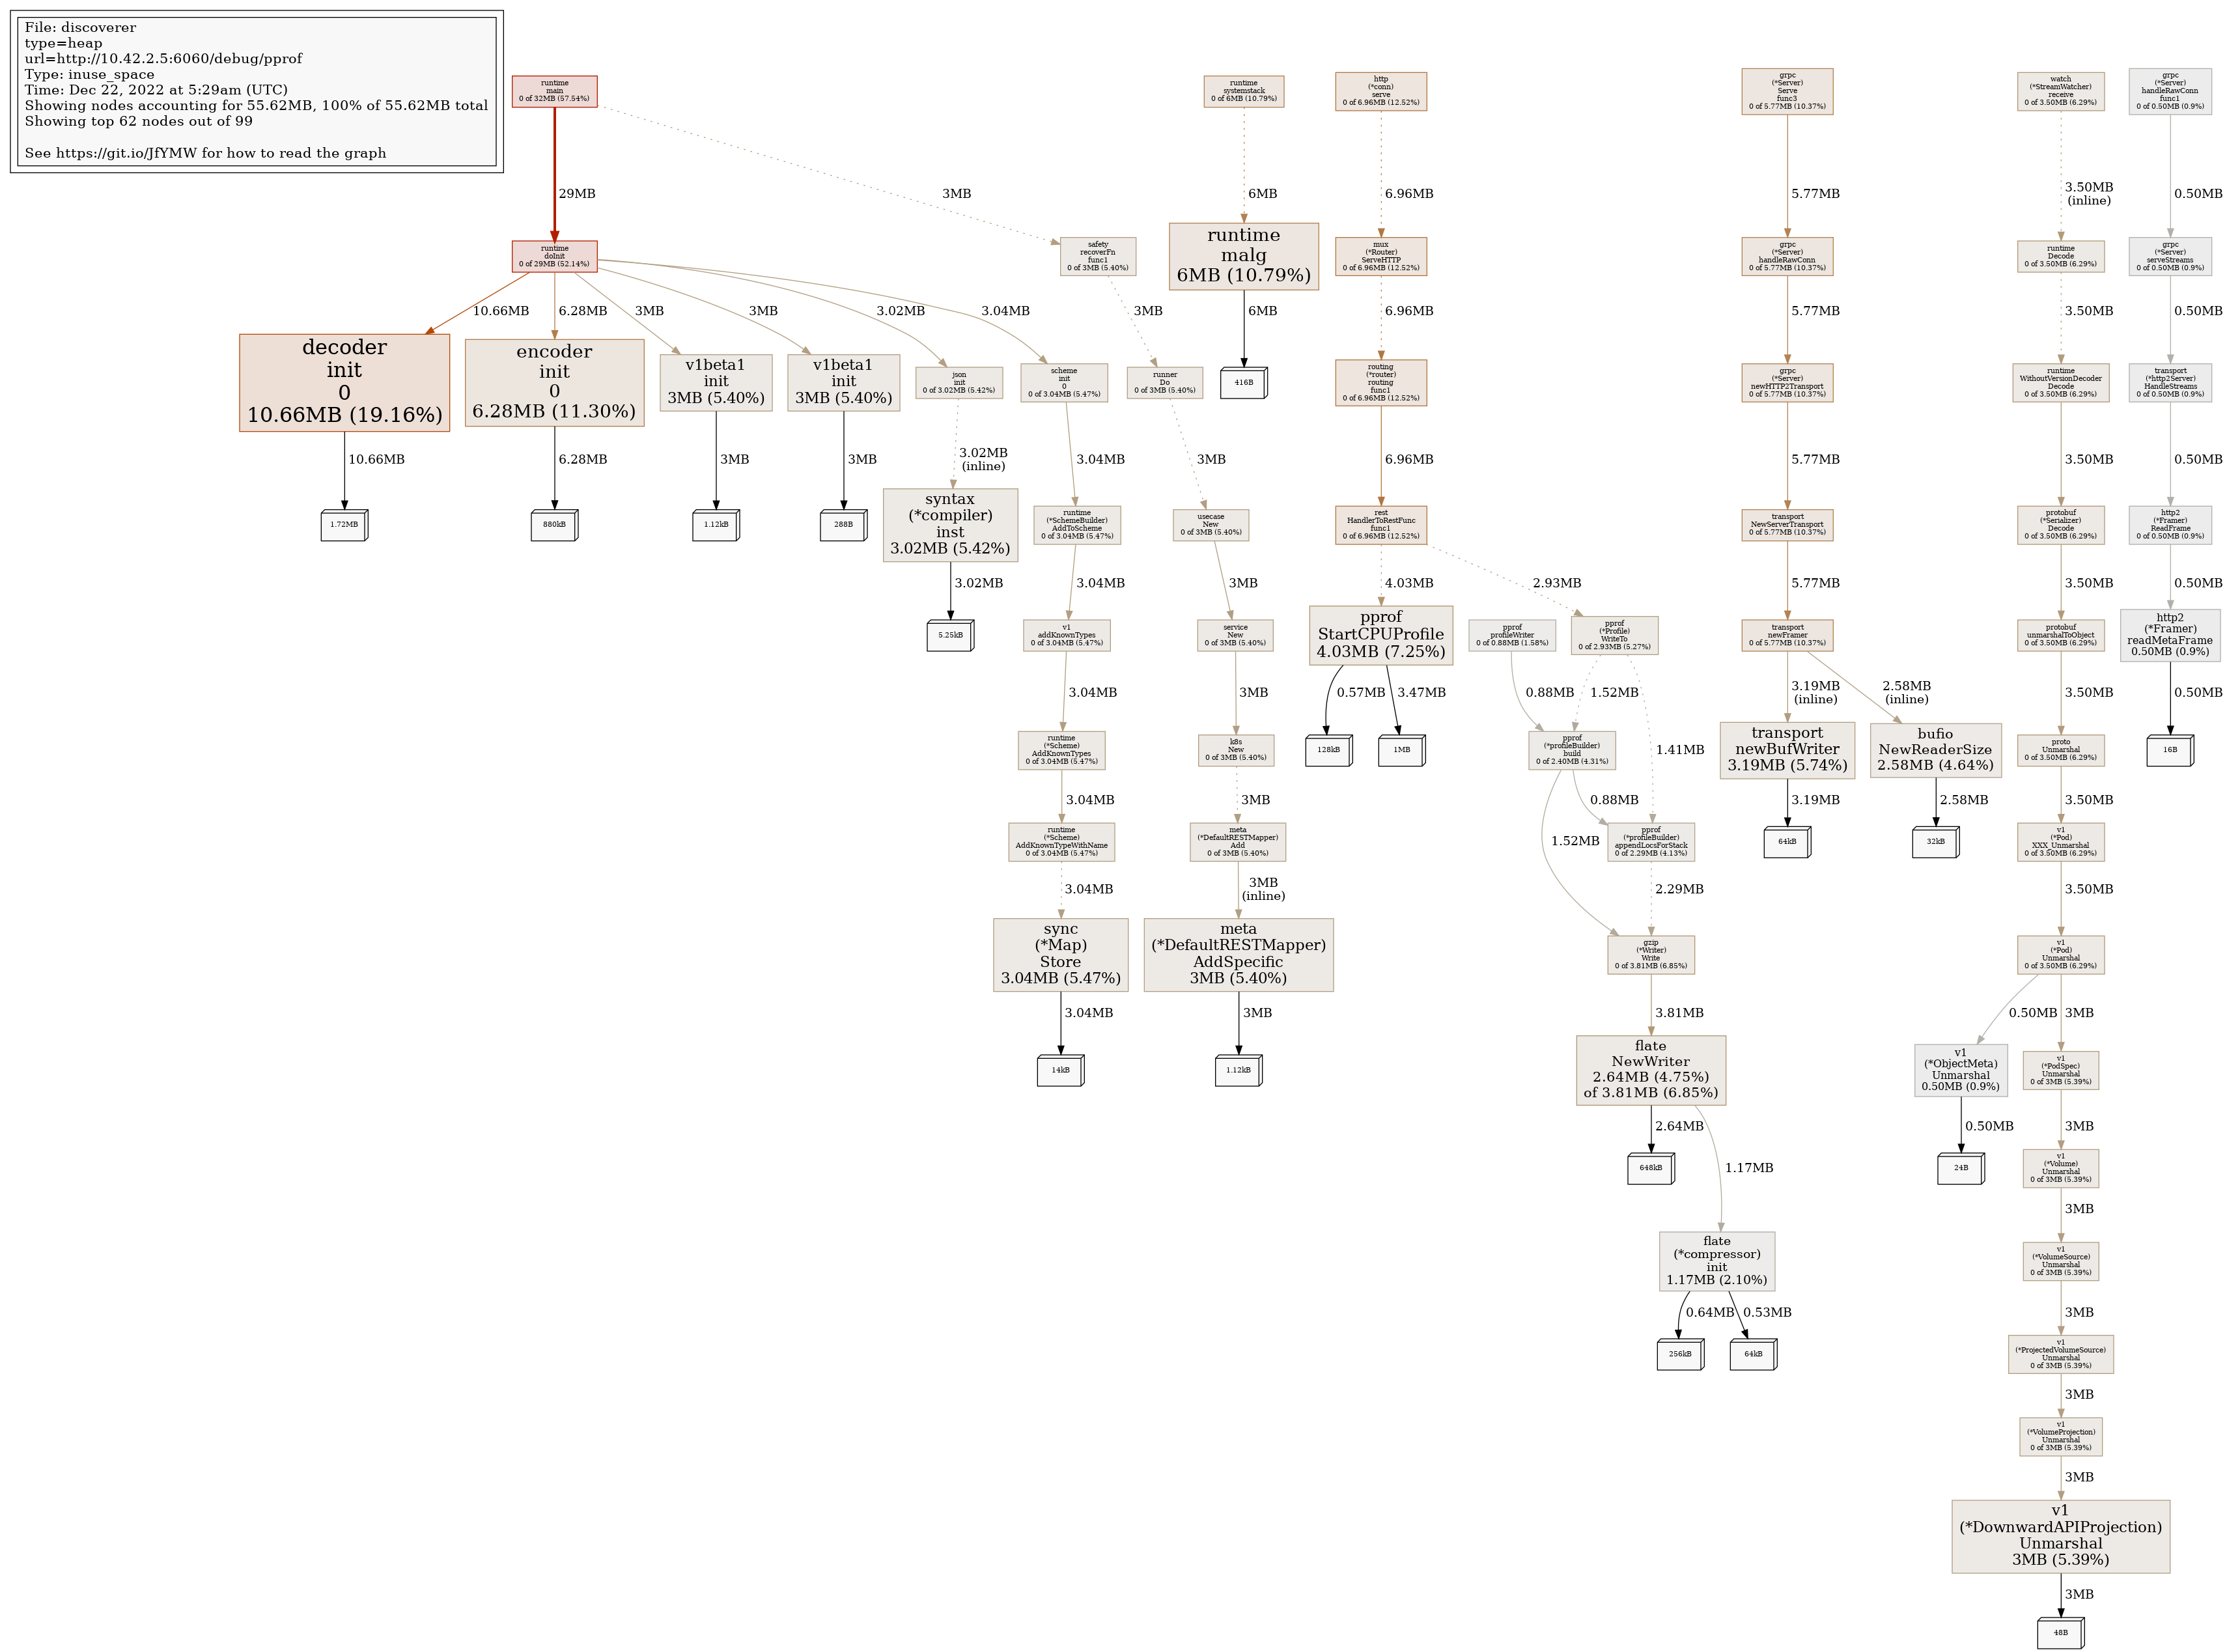 File: discoverer
type=heap
url=http://10.42.2.5:6060/debug/pprof
Type: inuse_space
Time: Dec 22, 2022 at 5:29am (UTC)
Showing nodes accounting for 55.62MB, 100% of 55.62MB total
Showing top 62 nodes out of 99
See https://git.io/JfYMW for how to read the graph
runtime
main
0 of 32MB (57.54%)
runtime
systemstack
0 of 6MB (10.79%)
http
(*conn)
serve
0 of 6.96MB (12.52%)
grpc
(*Server)
Serve
func3
0 of 5.77MB (10.37%)
watch
(*StreamWatcher)
receive
0 of 3.50MB (6.29%)
grpc
(*Server)
handleRawConn
func1
0 of 0.50MB (0.9%)
29MB
3MB
6MB
6.96MB
5.77MB
3.50MB
(inline)
0.50MB
runtime
doInit
0 of 29MB (52.14%)
safety
recoverFn
func1
0 of 3MB (5.40%)
runtime
malg
6MB (10.79%)
mux
(*Router)
ServeHTTP
0 of 6.96MB (12.52%)
grpc
(*Server)
handleRawConn
0 of 5.77MB (10.37%)
runtime
Decode
0 of 3.50MB (6.29%)
grpc
(*Server)
serveStreams
0 of 0.50MB (0.9%)
10.66MB
6.28MB
3MB
3MB
3.02MB
3.04MB
3MB
6MB
6.96MB
5.77MB
3.50MB
0.50MB
decoder
init
0
10.66MB (19.16%)
encoder
init
0
6.28MB (11.30%)
v1beta1
init
3MB (5.40%)
v1beta1
init
3MB (5.40%)
json
init
0 of 3.02MB (5.42%)
scheme
init
0
0 of 3.04MB (5.47%)
runner
Do
0 of 3MB (5.40%)
416B
routing
(*router)
routing
func1
0 of 6.96MB (12.52%)
grpc
(*Server)
newHTTP2Transport
0 of 5.77MB (10.37%)
runtime
WithoutVersionDecoder
Decode
0 of 3.50MB (6.29%)
transport
(*http2Server)
HandleStreams
0 of 0.50MB (0.9%)
10.66MB
6.28MB
3MB
3MB
3.02MB
(inline)
3.04MB
3MB
6.96MB
5.77MB
3.50MB
0.50MB
1.72MB
880kB
1.12kB
288B
syntax
(*compiler)
inst
3.02MB (5.42%)
runtime
(*SchemeBuilder)
AddToScheme
0 of 3.04MB (5.47%)
usecase
New
0 of 3MB (5.40%)
rest
HandlerToRestFunc
func1
0 of 6.96MB (12.52%)
transport
NewServerTransport
0 of 5.77MB (10.37%)
protobuf
(*Serializer)
Decode
0 of 3.50MB (6.29%)
http2
(*Framer)
ReadFrame
0 of 0.50MB (0.9%)
3.02MB
3.04MB
3MB
4.03MB
2.93MB
5.77MB
3.50MB
0.50MB
5.25kB
v1
addKnownTypes
0 of 3.04MB (5.47%)
service
New
0 of 3MB (5.40%)
pprof
StartCPUProfile
4.03MB (7.25%)
pprof
profileWriter
0 of 0.88MB (1.58%)
pprof
(*Profile)
WriteTo
0 of 2.93MB (5.27%)
transport
newFramer
0 of 5.77MB (10.37%)
protobuf
unmarshalToObject
0 of 3.50MB (6.29%)
http2
(*Framer)
readMetaFrame
0.50MB (0.9%)
3.04MB
3MB
0.57MB
3.47MB
0.88MB
1.52MB
1.41MB
3.19MB
(inline)
2.58MB
(inline)
3.50MB
0.50MB
runtime
(*Scheme)
AddKnownTypes
0 of 3.04MB (5.47%)
k8s
New
0 of 3MB (5.40%)
128kB
1MB
pprof
(*profileBuilder)
build
0 of 2.40MB (4.31%)
transport
newBufWriter
3.19MB (5.74%)
bufio
NewReaderSize
2.58MB (4.64%)
proto
Unmarshal
0 of 3.50MB (6.29%)
16B
3.04MB
3MB
1.52MB
0.88MB
3.19MB
2.58MB
3.50MB
runtime
(*Scheme)
AddKnownTypeWithName
0 of 3.04MB (5.47%)
meta
(*DefaultRESTMapper)
Add
0 of 3MB (5.40%)
pprof
(*profileBuilder)
appendLocsForStack
0 of 2.29MB (4.13%)
64kB
32kB
v1
(*Pod)
XXX_Unmarshal
0 of 3.50MB (6.29%)
3.04MB
3MB
(inline)
2.29MB
3.50MB
sync
(*Map)
Store
3.04MB (5.47%)
meta
(*DefaultRESTMapper)
AddSpecific
3MB (5.40%)
gzip
(*Writer)
Write
0 of 3.81MB (6.85%)
v1
(*Pod)
Unmarshal
0 of 3.50MB (6.29%)
3.04MB
3MB
3.81MB
0.50MB
3MB
14kB
1.12kB
flate
NewWriter
2.64MB (4.75%)
of 3.81MB (6.85%)
v1
(*ObjectMeta)
Unmarshal
0.50MB (0.9%)
v1
(*PodSpec)
Unmarshal
0 of 3MB (5.39%)
2.64MB
1.17MB
0.50MB
3MB
648kB
24B
v1
(*Volume)
Unmarshal
0 of 3MB (5.39%)
3MB
flate
(*compressor)
init
1.17MB (2.10%)
v1
(*VolumeSource)
Unmarshal
0 of 3MB (5.39%)
0.64MB
0.53MB
3MB
256kB
64kB
v1
(*ProjectedVolumeSource)
Unmarshal
0 of 3MB (5.39%)
3MB
v1
(*VolumeProjection)
Unmarshal
0 of 3MB (5.39%)
3MB
v1
(*DownwardAPIProjection)
Unmarshal
3MB (5.39%)
3MB
48B